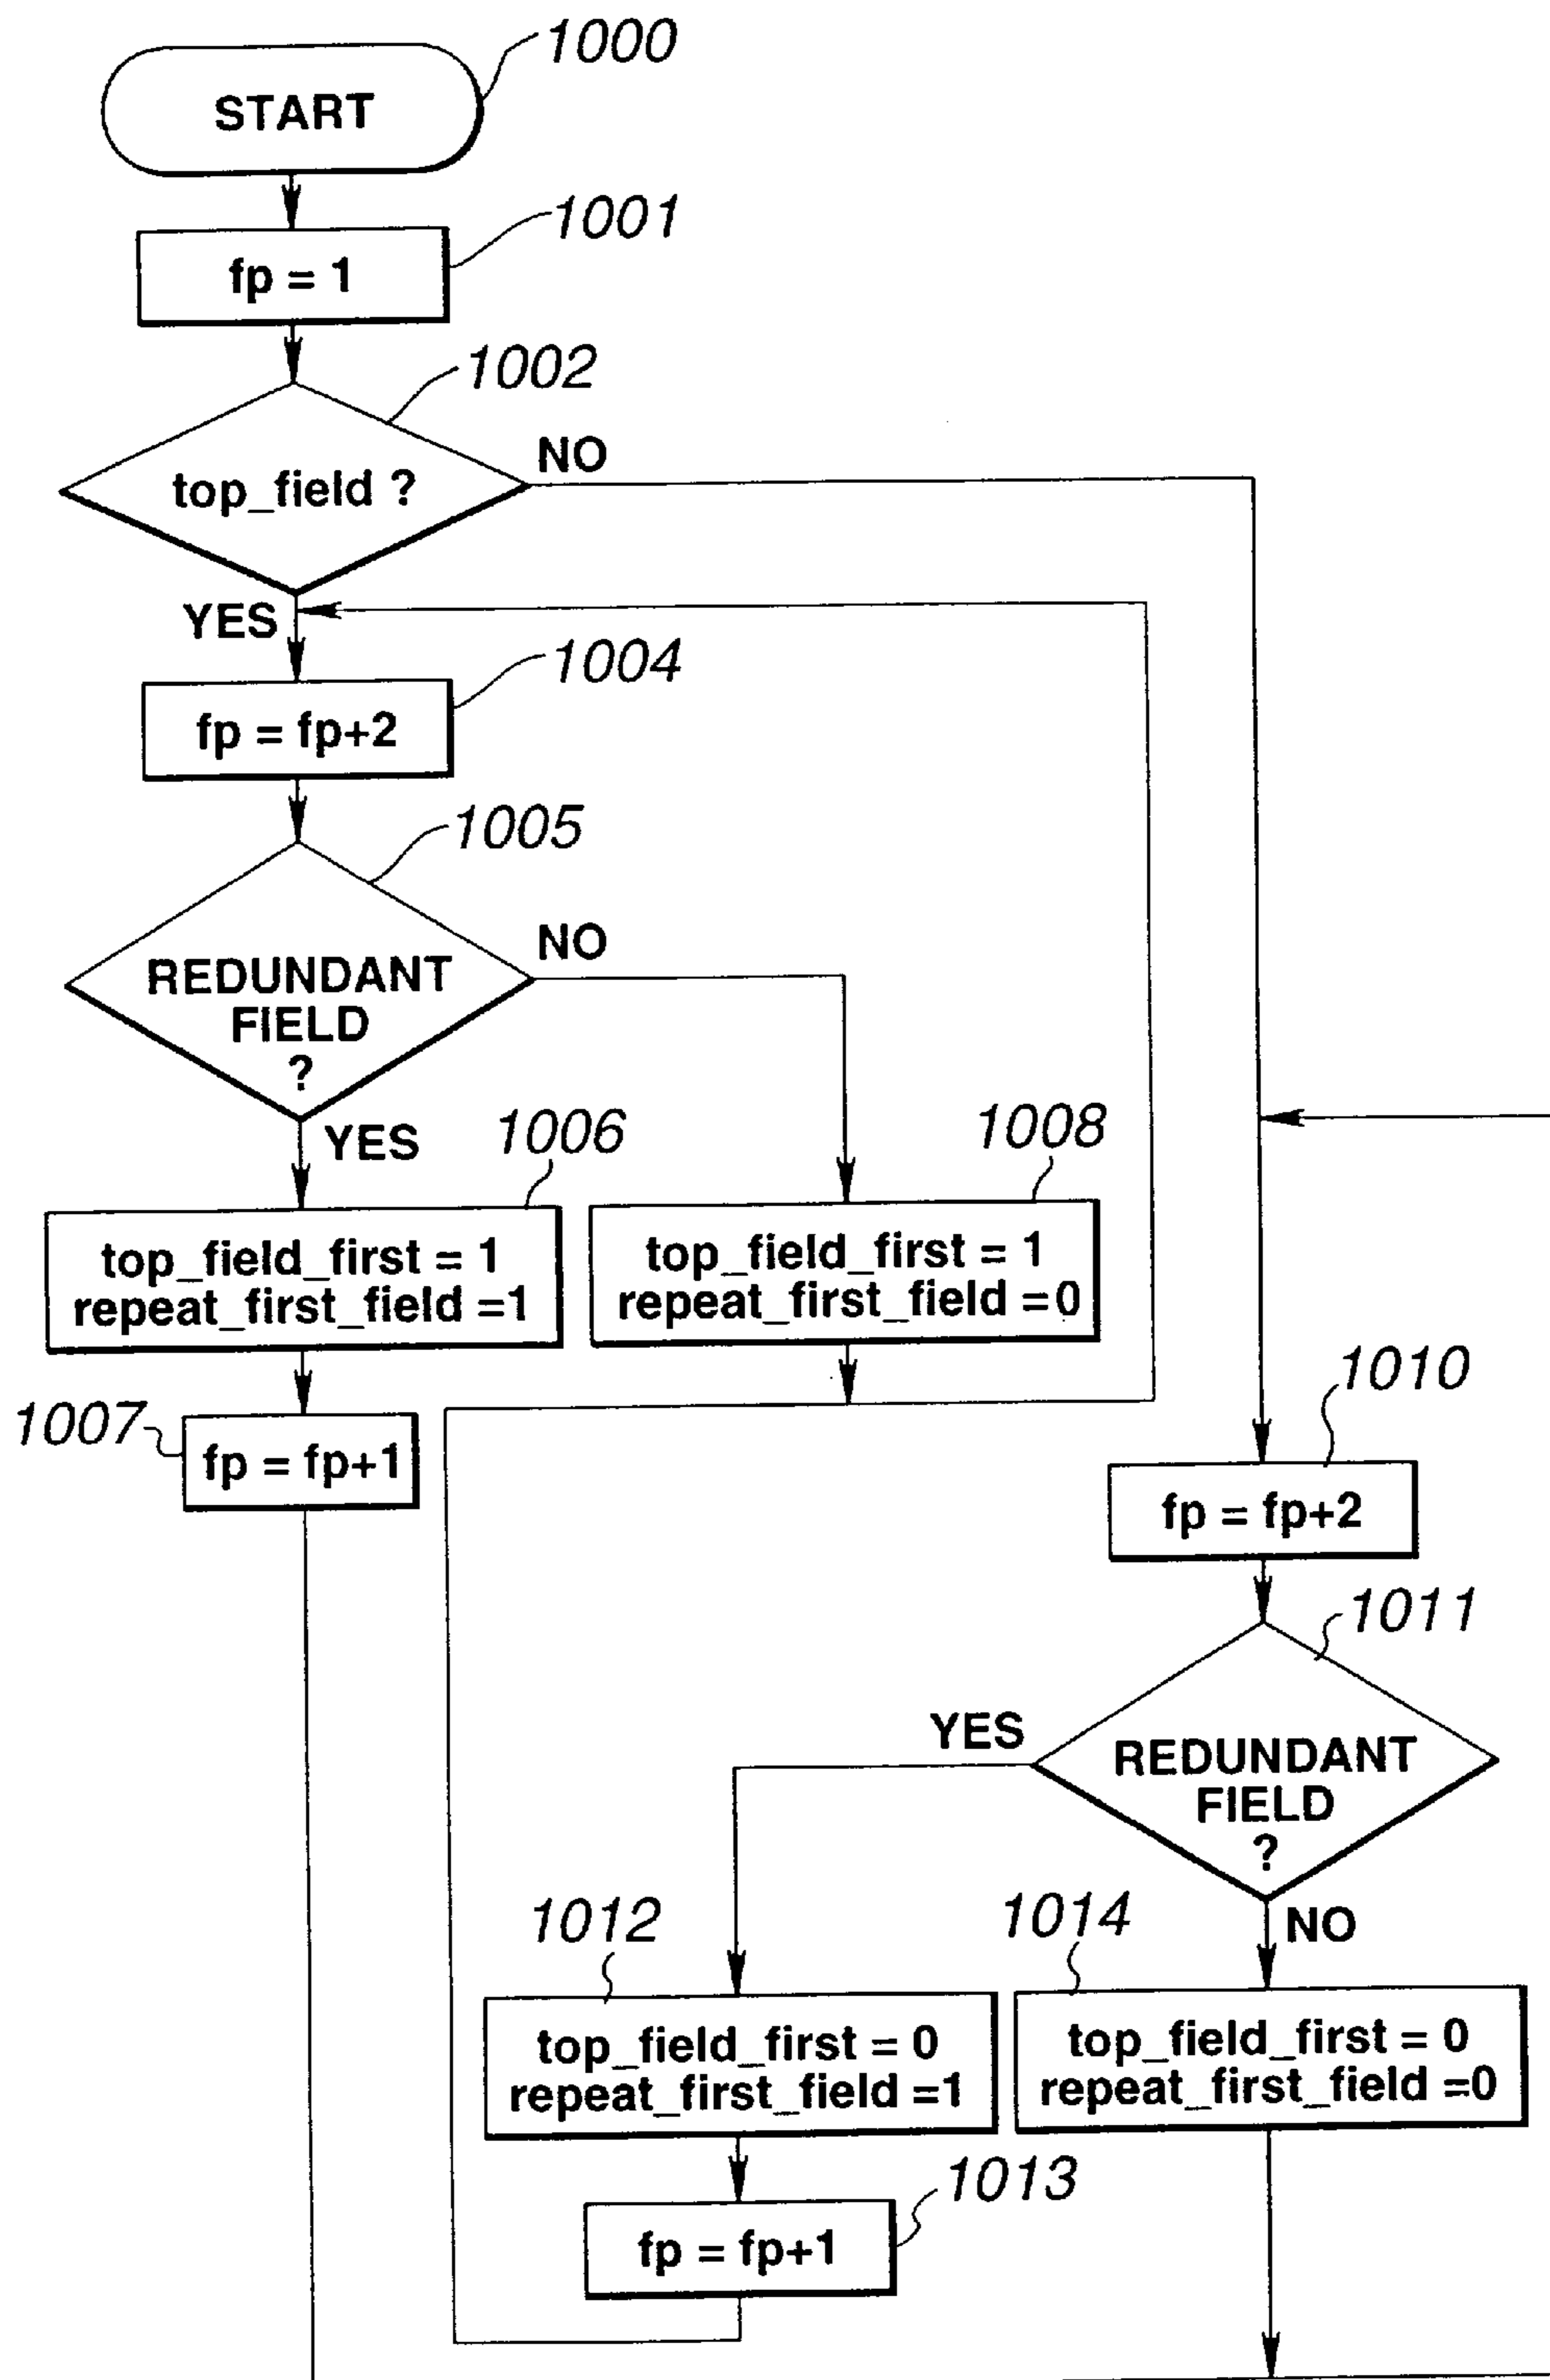 1000
START
1001
fp = 1
1002
top_field ?
NO
YES
1004
fp = fp+2
1005
REDUNDANT
FIELD
?
NO
YES
1006
top_field_first = 1
repeat_first_field =1
1008
top_field_first = 1
repeat_first_field =0
1007
fp = fp+1
1010
fp = fp+2
1011
REDUNDANT
FIELD
?
YES
NO
1012
top_field_first = 0
repeat_first_field =1
1014
top_field_first = 0
repeat_first_field =0
1013
fp = fp+1